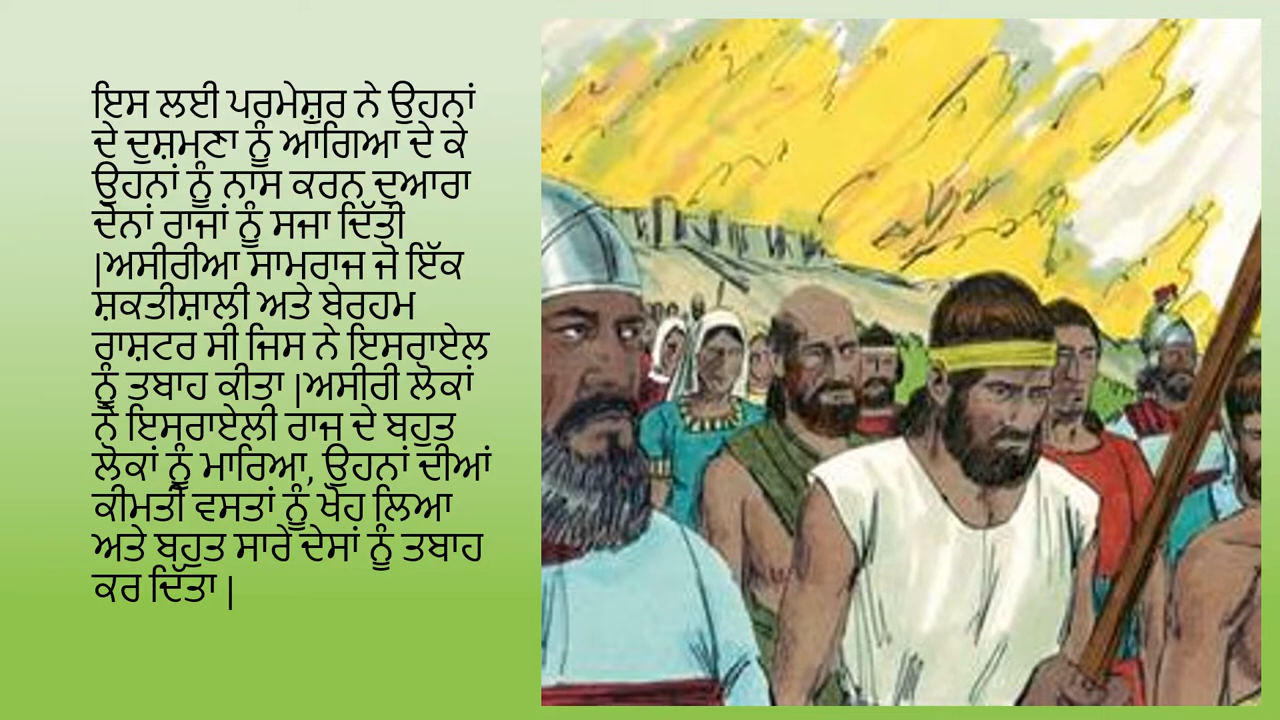 ਇਸ ਲਈ ਪਰਮੇਸ਼ੁਰ ਨੇ ਉਹਨਾਂ
ਦੇ ਦੁਸ਼ਮਣਾ ਨੂੰ ਆਗਿਆ ਦੇ ਕੇ
ਉਹਨਾਂ ਨੂੰ ਨਾਸ ਕਰਨ ਦੁਆਰਾ
ਦੋਨਾਂ ਰਾਜਾਂ ਨੂੰ ਸਜਾ ਦਿੱਤੀ
|ਅਸੀਰੀਆ ਸਾਮਰਾਜ ਜੋ ਇੱਕ
ਸ਼ਕਤੀਸ਼ਾਲੀ ਅਤੇ ਬੇਰਹਮ
ਰਾਸ਼ਟਰ ਸੀ ਜਿਸ ਨੇ ਇਸਰਾਏਲ
ਨੂੰ ਤਬਾਹ ਕੀਤਾ |ਅਸੀਰੀ ਲੋਕਾਂ
ਨੇ ਇਸਰਾਏਲੀ ਰਾਜ ਦੇ ਬਹੁਤ
ਲੋਕਾਂ ਨੂੰ ਮਾਰਿਆ, ਉਹਨਾਂ ਦੀਆਂ
ਕੀਮਤੀ ਵਸਤਾਂ ਨੂੰ ਖੋਹ ਲਿਆ
ਅਤੇ ਬਹੁਤ ਸਾਰੇ ਦੇਸਾਂ ਨੂੰ ਤਬਾਹ
ਕਰ ਦਿੱਤਾ |